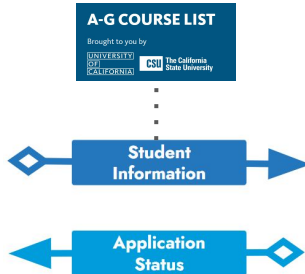 A-G COURSE LIST
Brought to you by
UNIVERSITY
OF
CALIFORNIA
CSU The California
State University
Student
Information
Application
Status